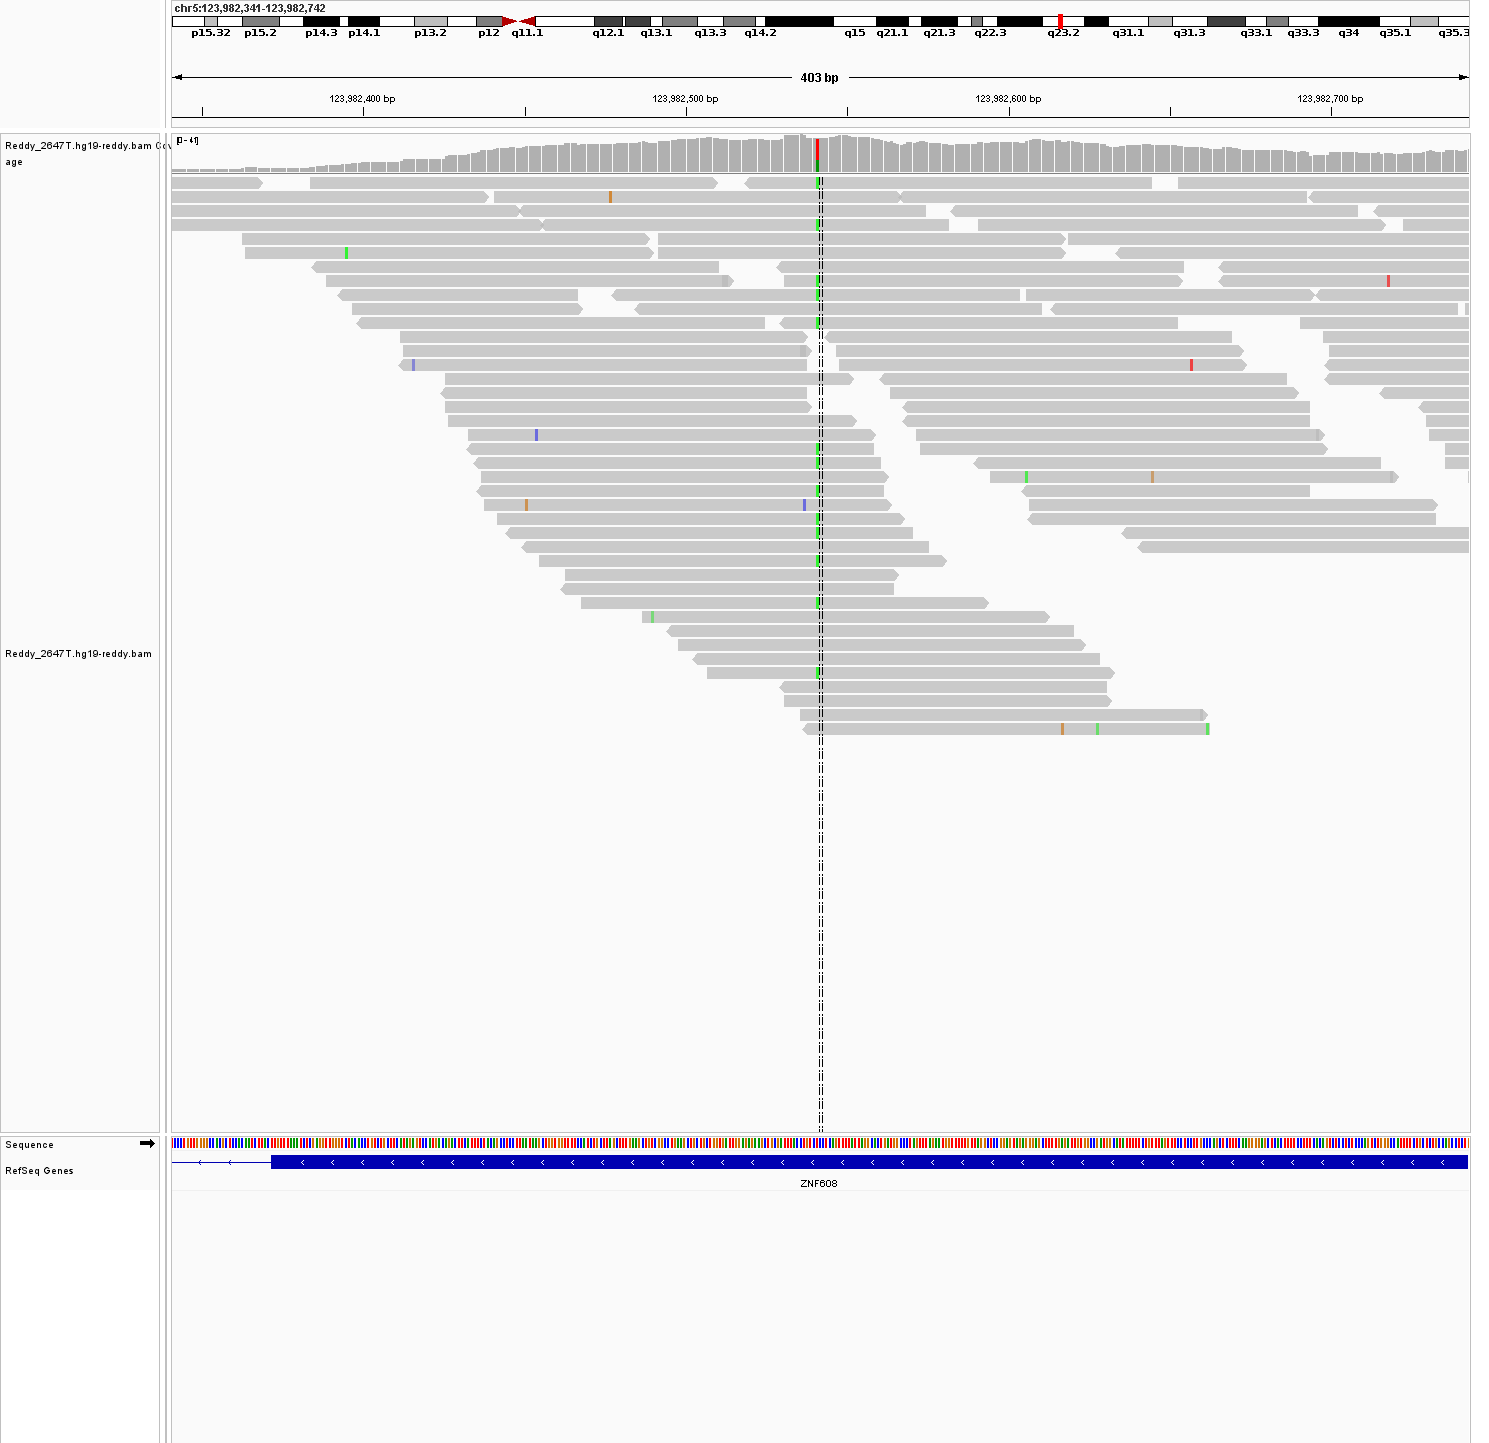 chr5:123,982,341-123,982,742
p15.32 p15.2 p14.3 p14.1 p13.2 p12 q11.1 q12.1 q13.1 q13.3 q14.2 q15 q21.1 q21.3 q22.3 q23.2 q31.1 q31.3 q33.1 q33.3 q34 q35.1 q35.3
403 bp
123,982,400 bp 123,982,500 bp 123,982,600 bp 123,982,700 bp
Reddy_2647T.hg19-reddy.bam Cov
age
[0 - 41]
Reddy_2647T.hg19-reddy.bam
Sequence
RefSeq Genes
ZNF608